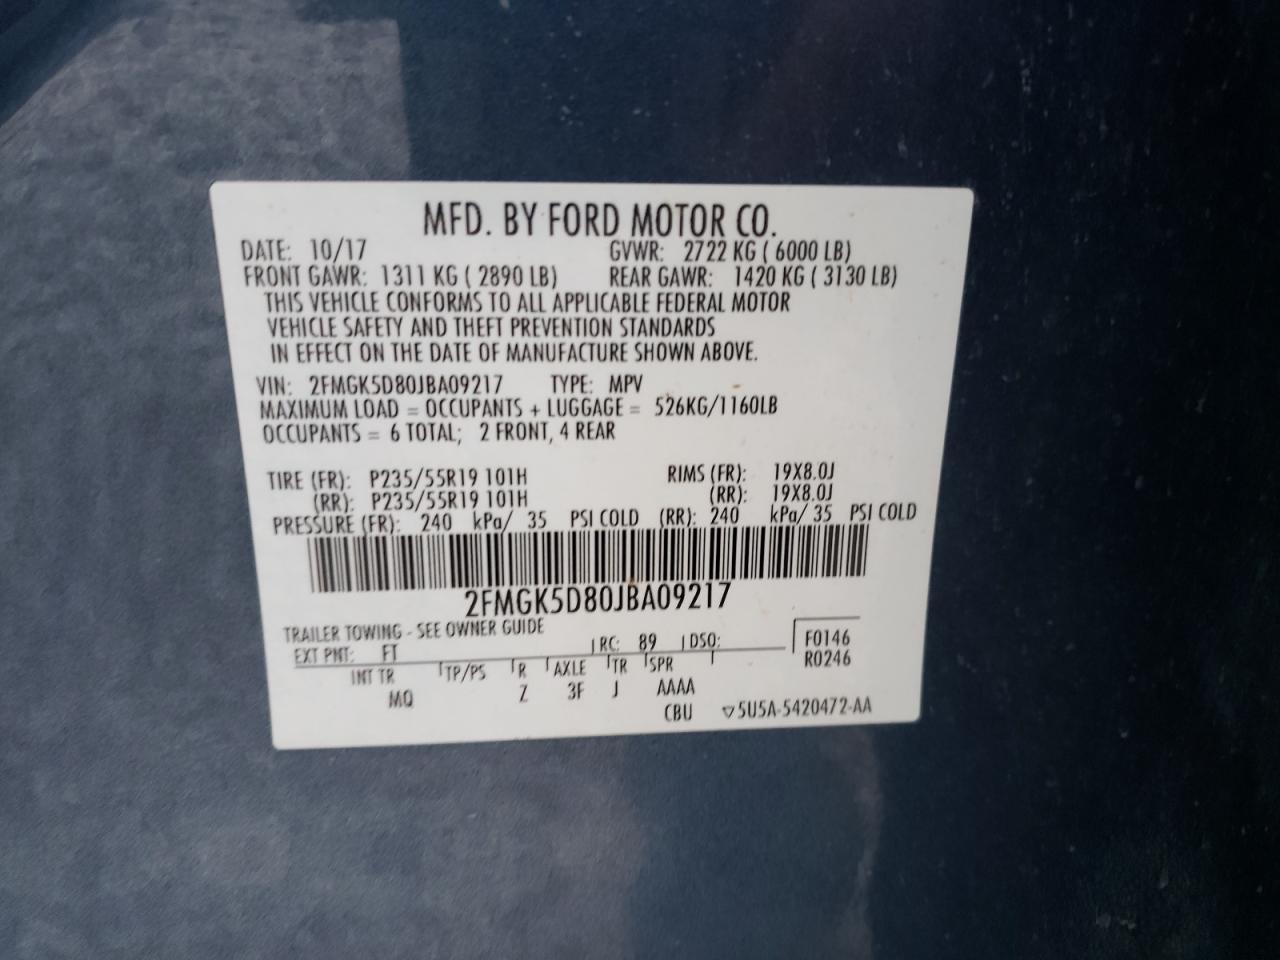 MFD. BY FORD MOTOR CO.
DATE: 10/17 GVWR: 2722 KG ( 6000 LB)
FRONT GAWR: 1311 KG ( 2890 LB) REAR GAWR: 1420 KG ( 3130 LB)
THIS VEHICLE CONFORMS TO ALL APPLICABLE FEDERAL MOTOR
VEHICLE SAFETY AND THEFT PREVENTION STANDARDS
IN EFFECT ON THE DATE OF MANUFACTURE SHOWN ABOVE.
VIN: 2FMGK5D80JBA09217 TYPE: MPV
MAXIMUM LOAD = OCCUPANTS + LUGGAGE = 526KG/1160LB
OCCUPANTS = 6 TOTAL; 2 FRONT, 4 REAR
TIRE (FR): P235/55R19 101H RIMS (FR): 19X8.0J
(RR): P235/55R19 101H (RR): 19X8.0J
PRESSURE (FR): 240 kPa/ 35 PSI COLD (RR): 240 kPa/ 35 PSI COLD
2FMGK5D80JBA09217
TRAILER TOWING - SEE OWNER GUIDE
EXT PNT: FT RC: 89 DSO: F0146
R0246
INT TR TP/PS R AXLE TR SPR
MQ Z 3F J AAAA
CBU ▽5U5A-5420472-AA